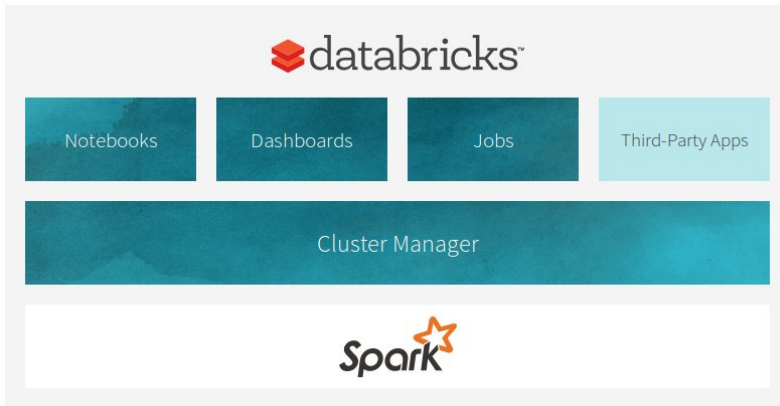 databricks™
Notebooks
Dashboards
Jobs
Third-Party Apps
Cluster Manager
Spark